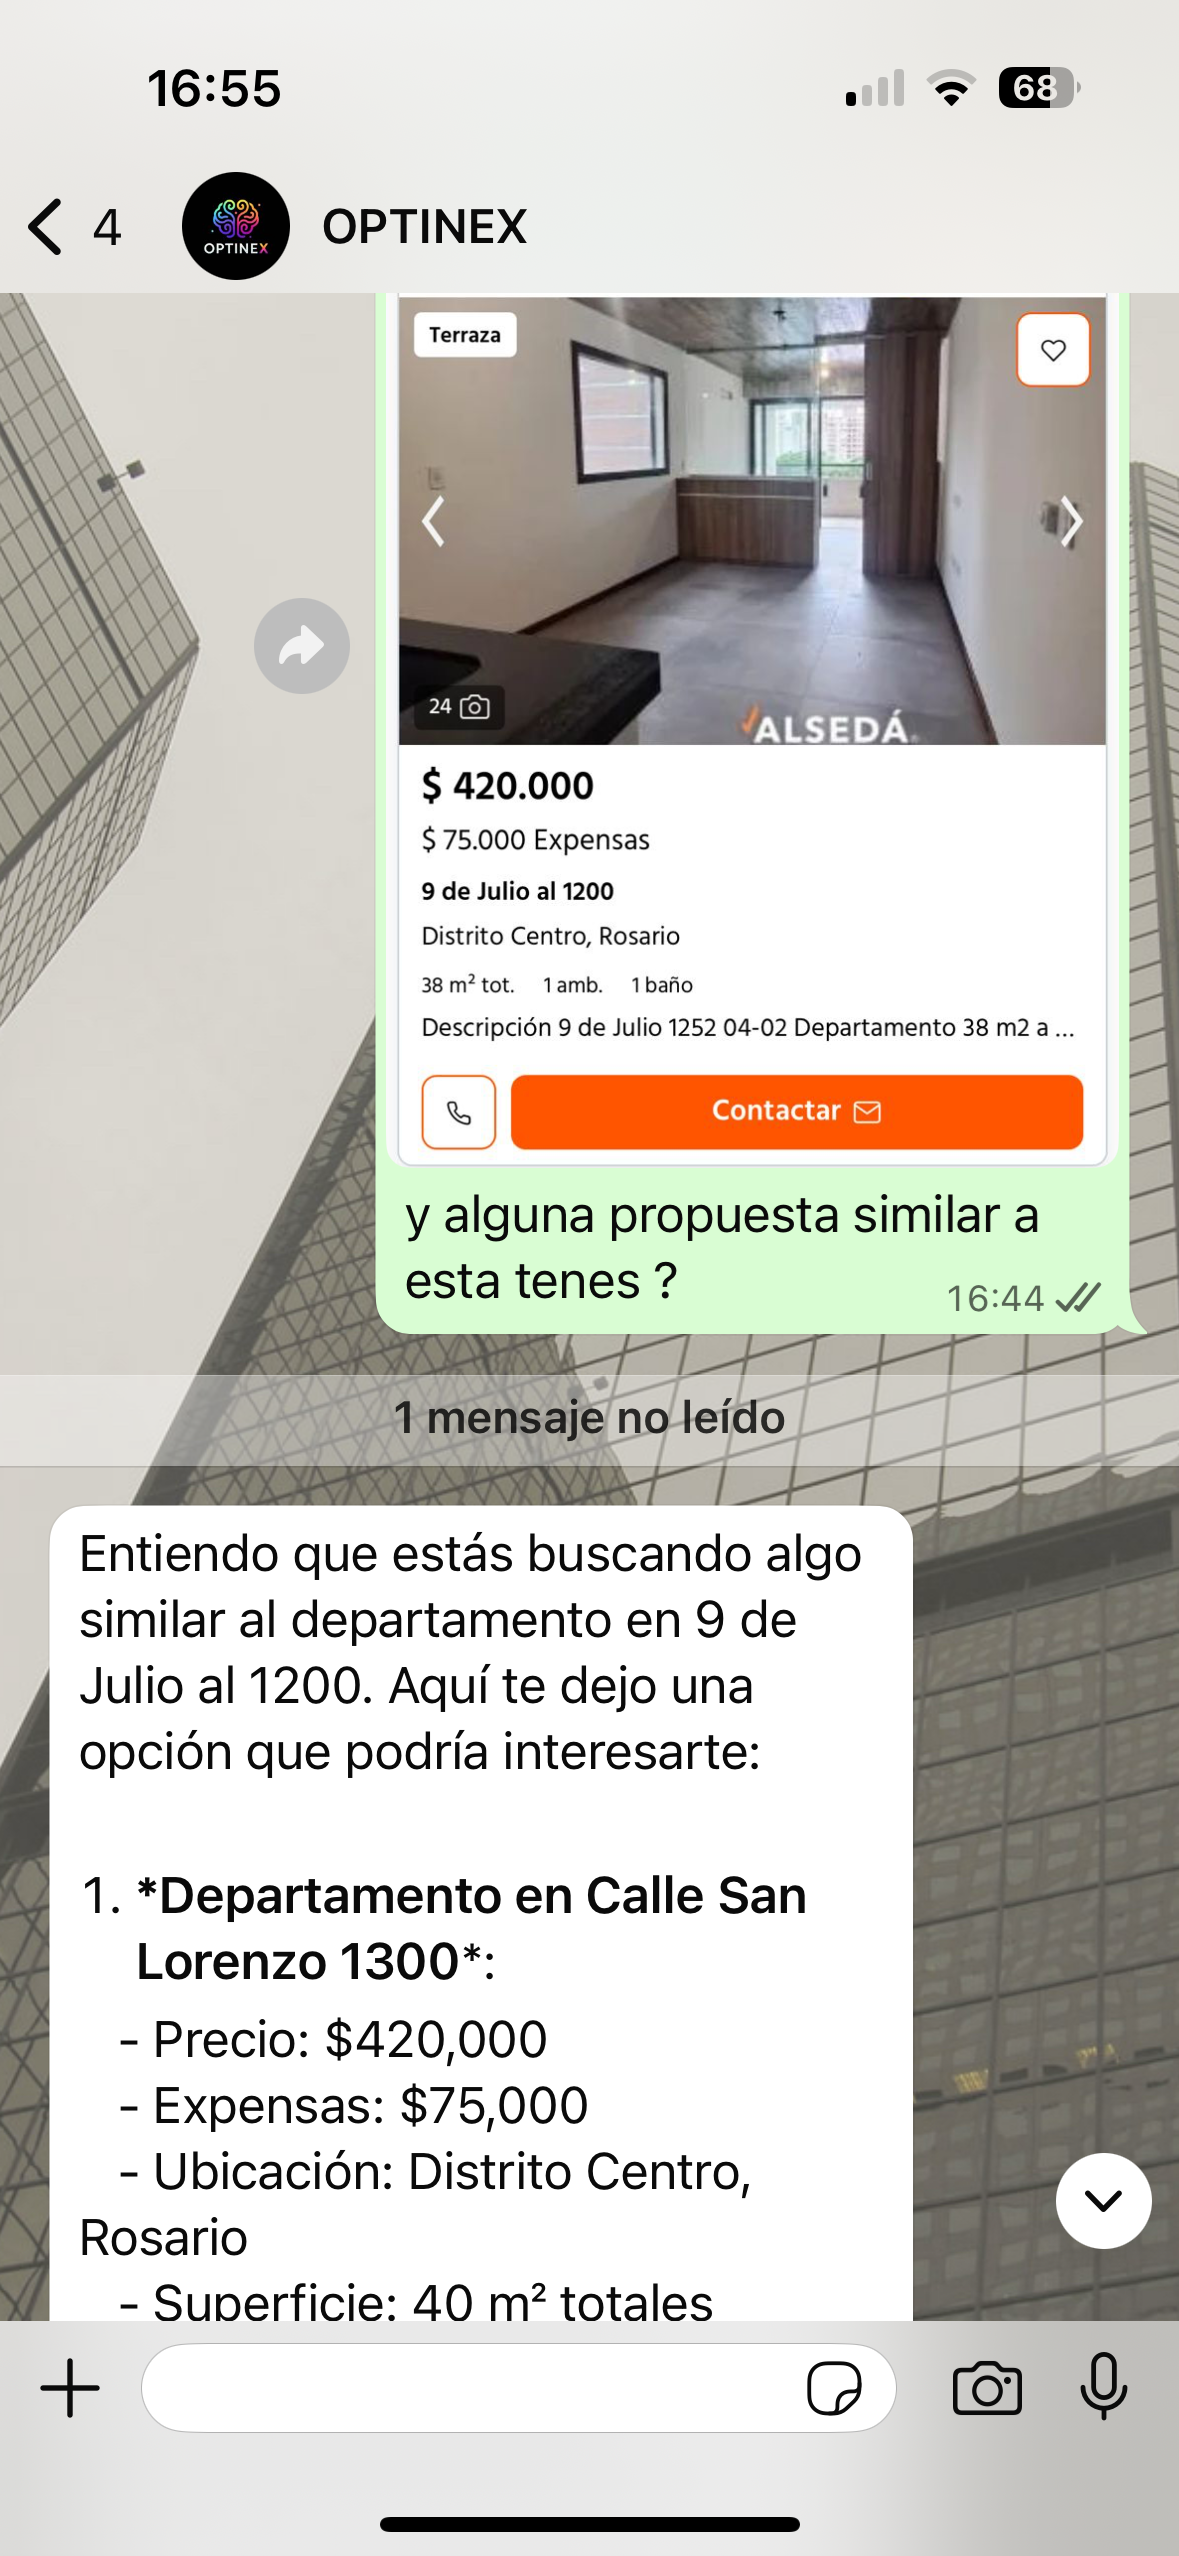 16:55
68
4
OPTINEX
OPTINEX
Terraza
24
ALSEDÁ
$ 420.000
$ 75.000 Expensas
9 de Julio al 1200
Distrito Centro, Rosario
38 m² tot. 1 amb. 1 baño
Descripción 9 de Julio 1252 04-02 Departamento 38 m2 a ...
Contactar
y alguna propuesta similar a
esta tenes ?
16:44
1 mensaje no leído
Entiendo que estás buscando algo
similar al departamento en 9 de
Julio al 1200. Aquí te dejo una
opción que podría interesarte:
1. *Departamento en Calle San
Lorenzo 1300*:
- Precio: $420,000
- Expensas: $75,000
- Ubicación: Distrito Centro,
Rosario
- Superficie: 40 m² totales